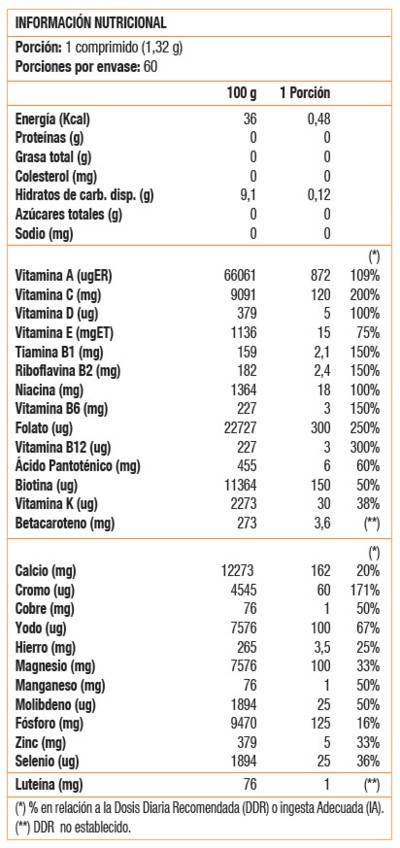 INFORMACIÓN NUTRICIONAL
Porción: 1 comprimido (1,32 g)
Porciones por envase: 60
100 g 1 Porción
Energía (Kcal) 36 0,48
Proteínas (g) 0 0
Grasa total (g) 0 0
Colesterol (mg) 0 0
Hidratos de carb. disp. (g) 9,1 0,12
Azúcares totales (g) 0 0
Sodio (mg) 0 0
(*)
Vitamina A (ugER) 66061 872 109%
Vitamina C (mg) 9091 120 200%
Vitamina D (ug) 379 5 100%
Vitamina E (mgET) 1136 15 75%
Tiamina B1 (mg) 159 2,1 150%
Riboflavina B2 (mg) 182 2,4 150%
Niacina (mg) 1364 18 100%
Vitamina B6 (mg) 227 3 150%
Folato (ug) 22727 300 250%
Vitamina B12 (ug) 227 3 300%
Ácido Pantoténico (mg) 455 6 60%
Biotina (ug) 11364 150 50%
Vitamina K (ug) 2273 30 38%
Betacaroteno (mg) 273 3,6 (**)
(*)
Calcio (mg) 12273 162 20%
Cromo (ug) 4545 60 171%
Cobre (mg) 76 1 50%
Yodo (ug) 7576 100 67%
Hierro (mg) 265 3,5 25%
Magnesio (mg) 7576 100 33%
Manganeso (mg) 76 1 50%
Molibdeno (ug) 1894 25 50%
Fósforo (mg) 9470 125 16%
Zinc (mg) 379 5 33%
Selenio (ug) 1894 25 36%
Luteína (mg) 76 1 (**)
(*) % en relación a la Dosis Diaria Recomendada (DDR) o ingesta Adecuada (IA).
(**) DDR no establecido.